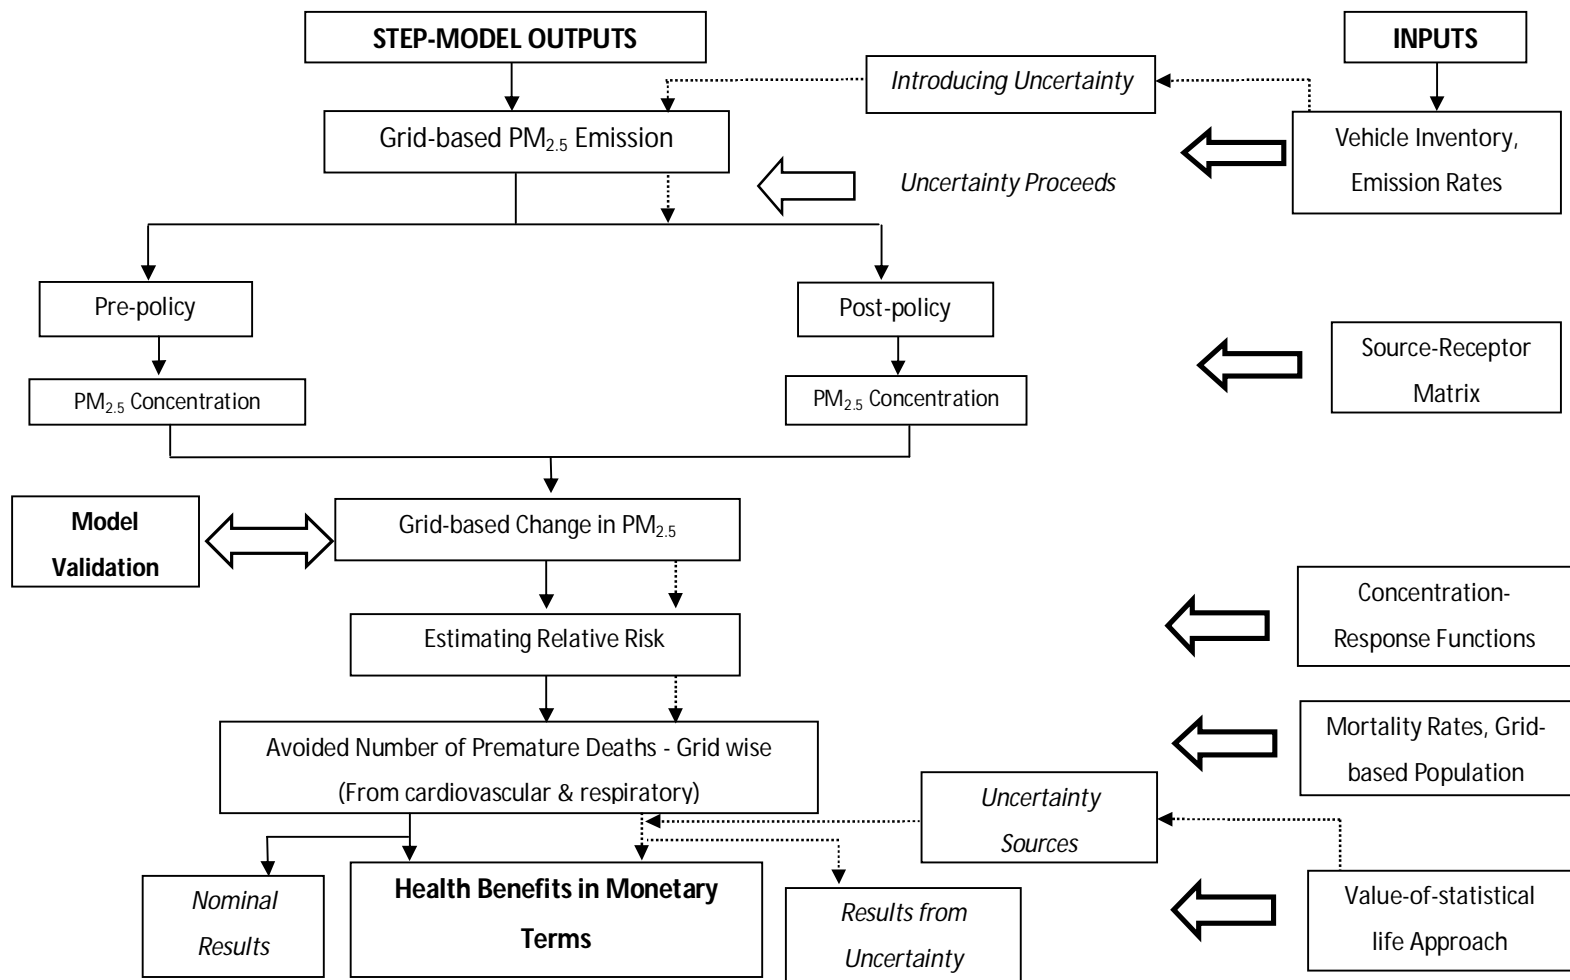 STEP-MODEL OUTPUTS
INPUTS
Introducing Uncertainty
Grid-based PM2.5 Emission
Vehicle Inventory,
Emission Rates
Uncertainty Proceeds
Pre-policy
Post-policy
Source-Receptor
Matrix
PM2.5 Concentration
PM2.5 Concentration
Model
Validation
Grid-based Change in PM2.5
Concentration-
Response Functions
Estimating Relative Risk
Mortality Rates, Grid-
based Population
Avoided Number of Premature Deaths - Grid wise
(From cardiovascular & respiratory)
Uncertainty
Sources
Nominal
Results
Health Benefits in Monetary
Terms
Results from
Uncertainty
Value-of-statistical
life Approach